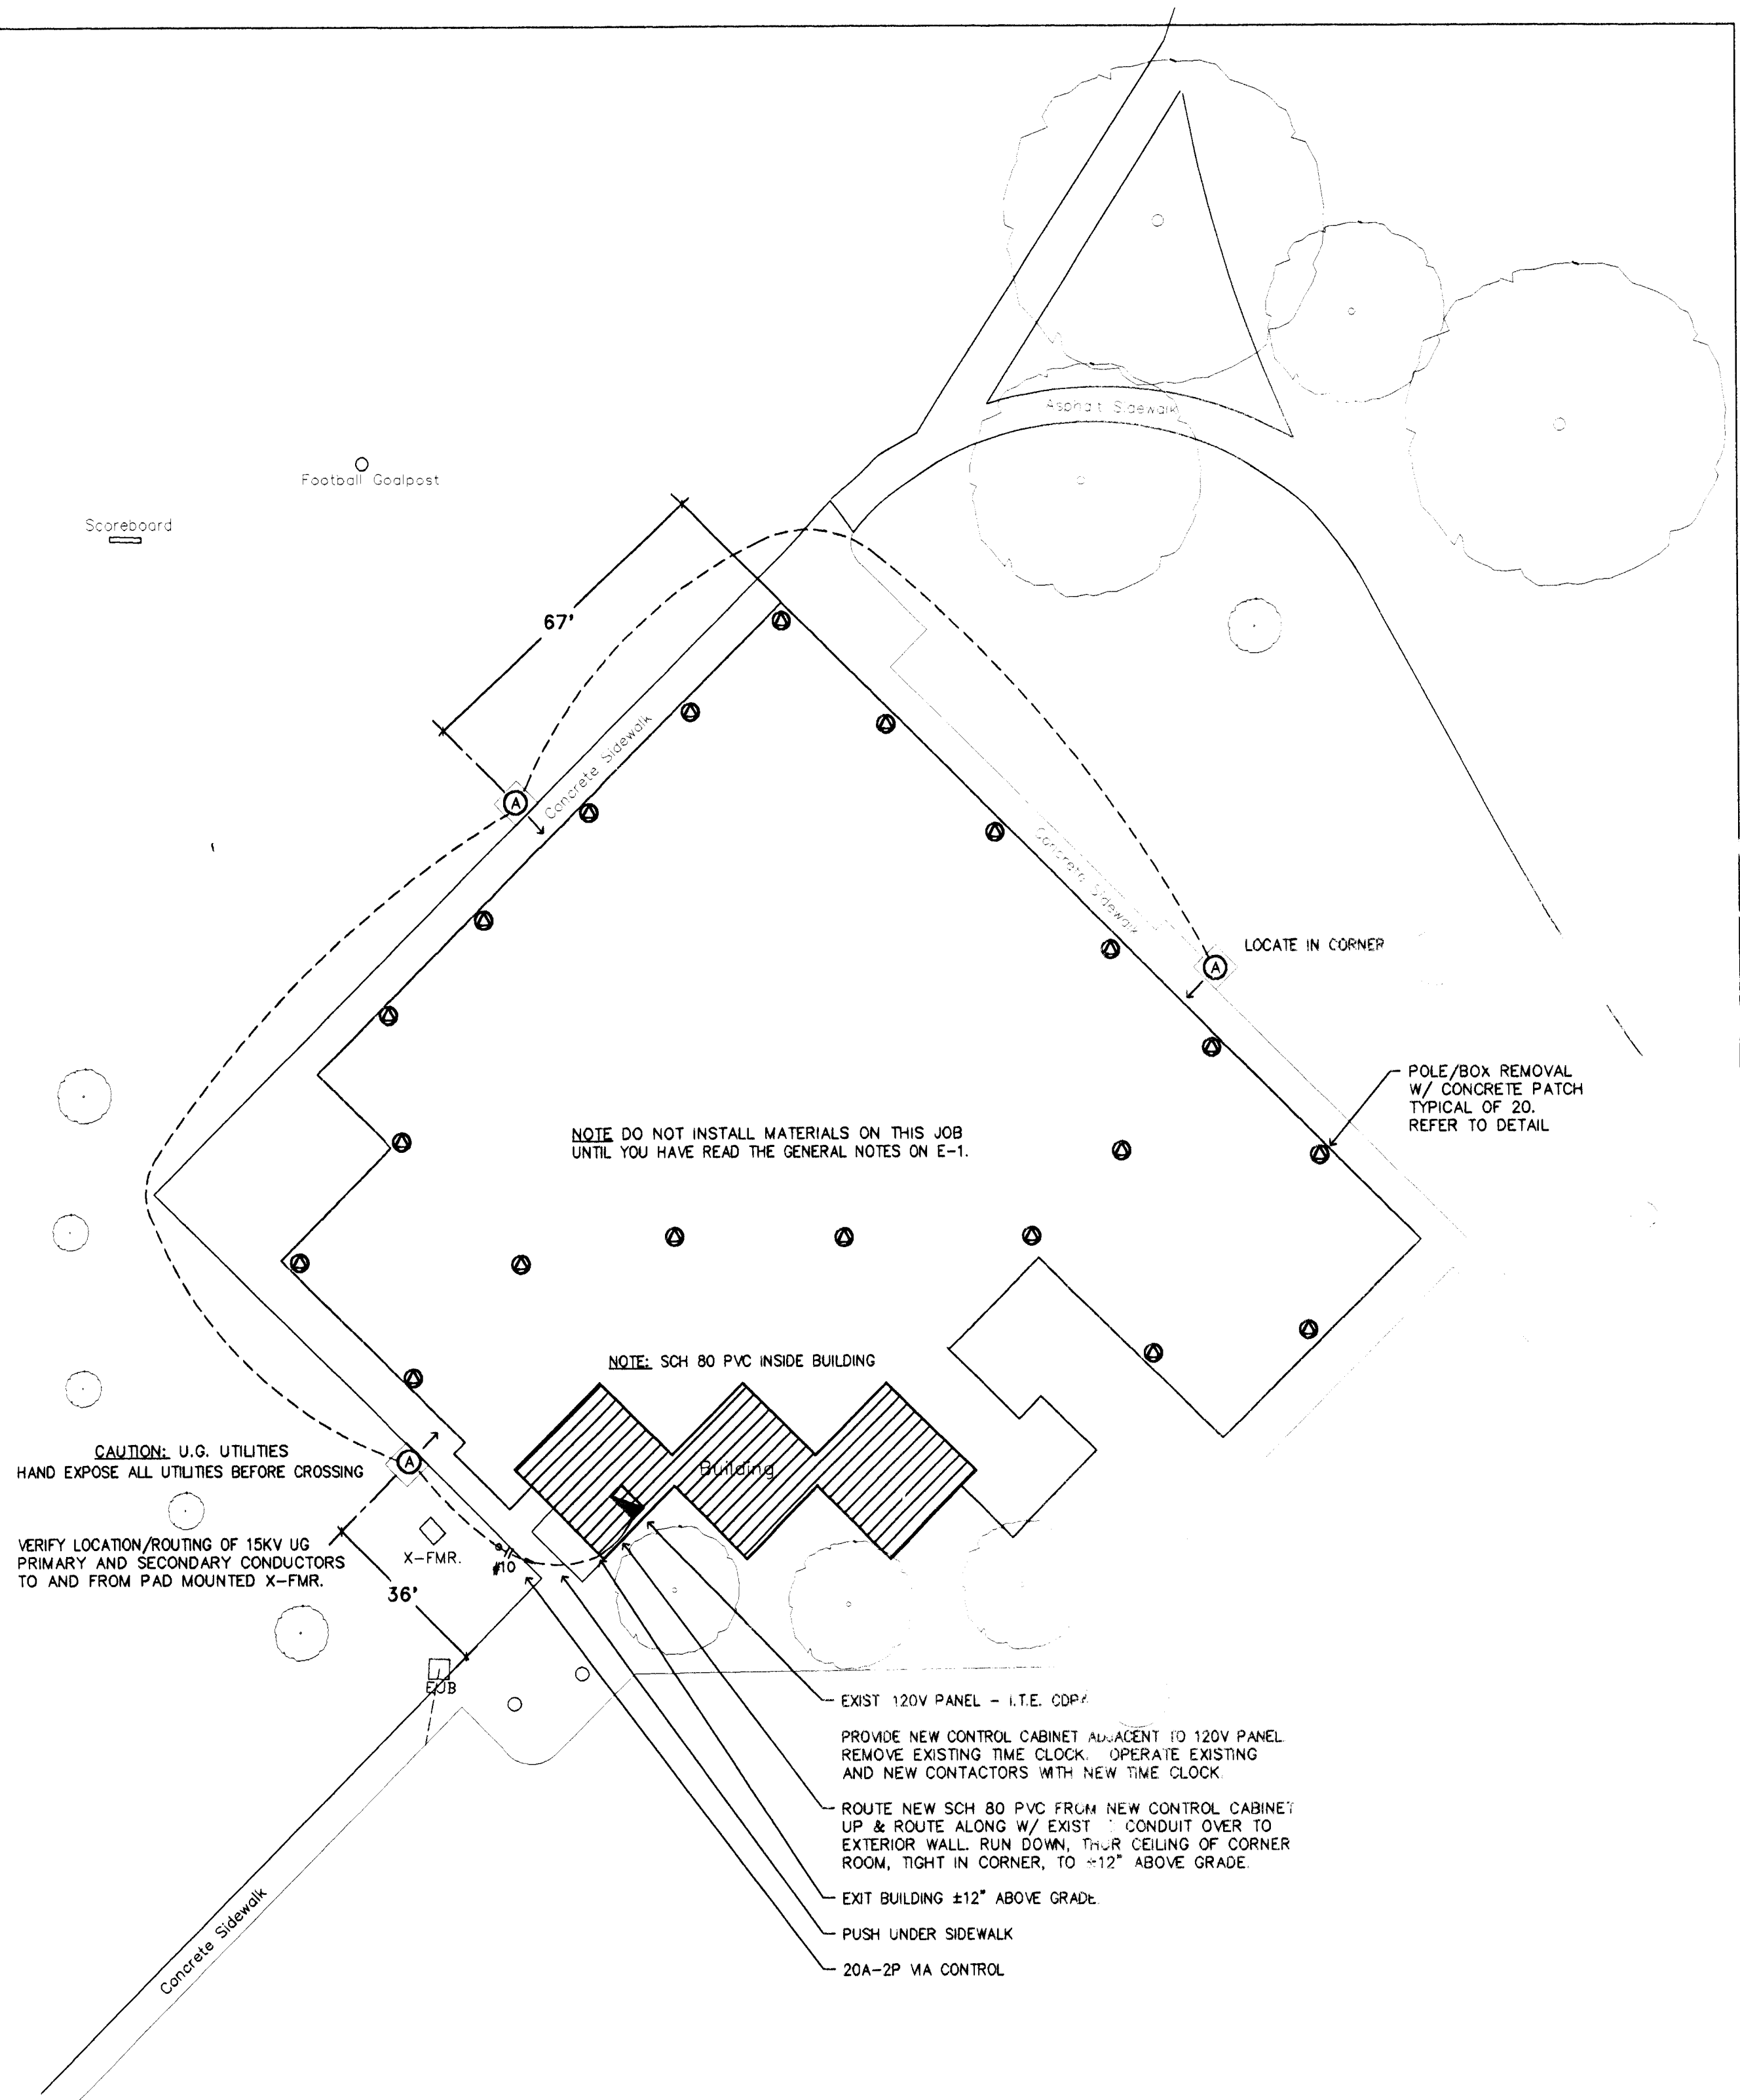 Asphalt Sidewalk
Football Goalpost
Scoreboard
67'
Concrete Sidewalk
A
Concrete Sidewalk
LOCATE IN CORNER
A
POLE/BOX REMOVAL
W/ CONCRETE PATCH
TYPICAL OF 20.
REFER TO DETAIL
NOTE DO NOT INSTALL MATERIALS ON THIS JOB
UNTIL YOU HAVE READ THE GENERAL NOTES ON E-1.
NOTE: SCH 80 PVC INSIDE BUILDING
CAUTION: U.G. UTILITIES
HAND EXPOSE ALL UTILITIES BEFORE CROSSING
A
Building
VERIFY LOCATION/ROUTING OF 15KV UG
PRIMARY AND SECONDARY CONDUCTORS
TO AND FROM PAD MOUNTED X-FMR.
X-FMR.
#10
36'
EXIST 120V PANEL - I.T.E.
PROVIDE NEW CONTROL CABINET ADJACENT TO 120V PANEL.
REMOVE EXISTING TIME CLOCK. OPERATE EXISTING
AND NEW CONTACTORS WITH NEW TIME CLOCK.
ROUTE NEW SCH 80 PVC FROM NEW CONTROL CABINET
UP & ROUTE ALONG W/ EXIST CONDUIT OVER TO
EXTERIOR WALL. RUN DOWN, THUR CEILING OF CORNER
ROOM, TIGHT IN CORNER, TO ±12" ABOVE GRADE.
EXIT BUILDING ±12" ABOVE GRADE.
PUSH UNDER SIDEWALK
20A-2P VIA CONTROL
Concrete Sidewalk